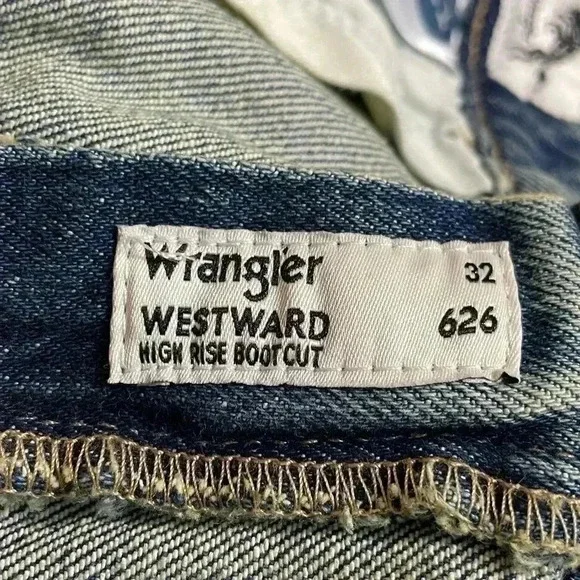 Wrangler 32
WESTWARD 626
HIGH RISE BOOTCUT